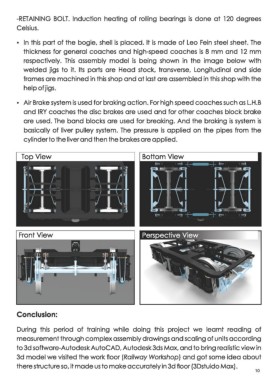 -RETAINING BOLT. Induction heating of rolling bearings is done at 120 degrees
Celsius.
• In this part of the bogie, shell is placed. It is made of Leo Fein steel sheet. The
thickness for general coaches and high-speed coaches is 8 mm and 12 mm
respectively. This assembly model is being shown in the image below with
welded jigs to it. Its parts are Head stock, transverse, Longitudinal and side
frames are machined in this shop and at last are assembled in this shop with the
help of jigs.
• Air Brake system is used for braking action. For high speed coaches such as L.H.B
and IRY coaches the disc brakes are used and for other coaches block brake
are used. The band blocks are used for breaking. And the braking is system is
basically of liver pulley system. The pressure is applied on the pipes from the
cylinder to the liver and then the brakes are applied.
Top View
Bottom View
Front View
Perspective View
Conclusion:
During this period of training while doing this project we learnt reading of
measurement through complex assembly drawings and scaling of units according
to 3d software-Autodesk AutoCAD, Autodesk 3ds Max, and to bring realistic view in
3d model we visited the work floor (Railway Workshop) and got some idea about
there structure so, it made us to make accurately in 3d floor (3Dstuido Max).
10